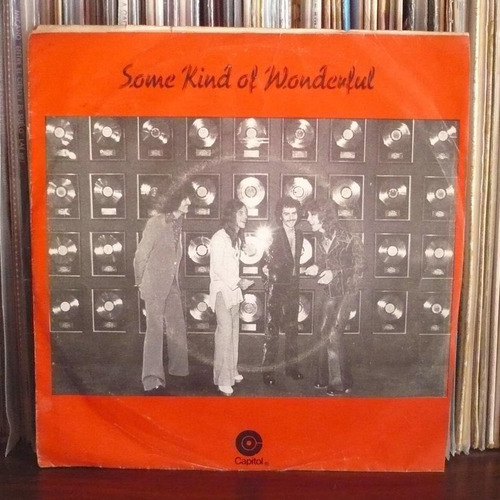 Some Kind of Wonderful
Capitol®